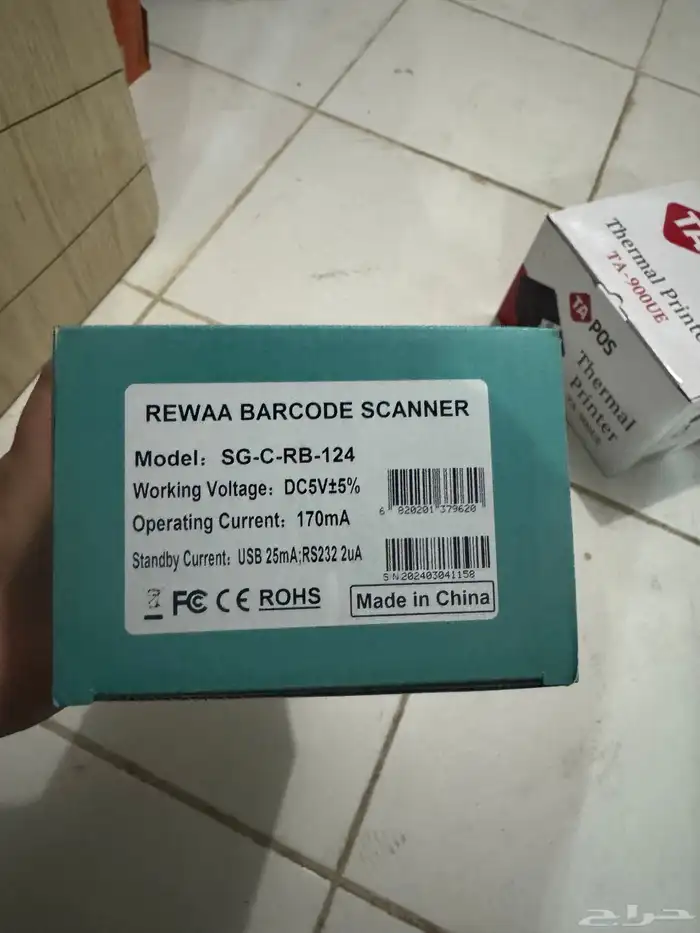 REWAA BARCODE SCANNER
Model: SG-C-RB-124
Working Voltage: DC5V±5%
6 820201 379620
Operating Current: 170mA
Standby Current: USB 25mA;RS232 2uA
S N 202403041158
FC CE ROHS
Made in China
TA
Thermal Printer
TA-900UE
TA POS
Thermal
Printer
حراج